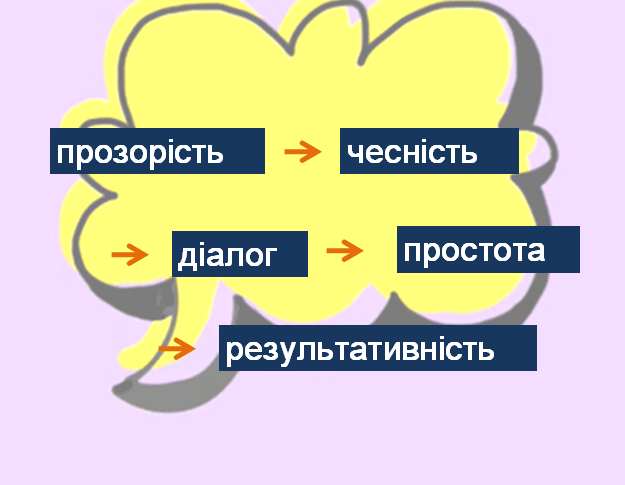 прозорість → чесність
→ діалог → простота
→ результативність